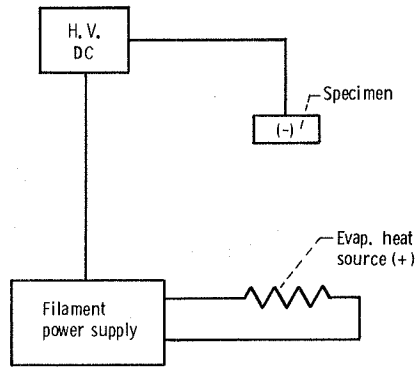 H. V.
DC
Specimen
(-)
Evap. heat
source (+)
Filament
power supply